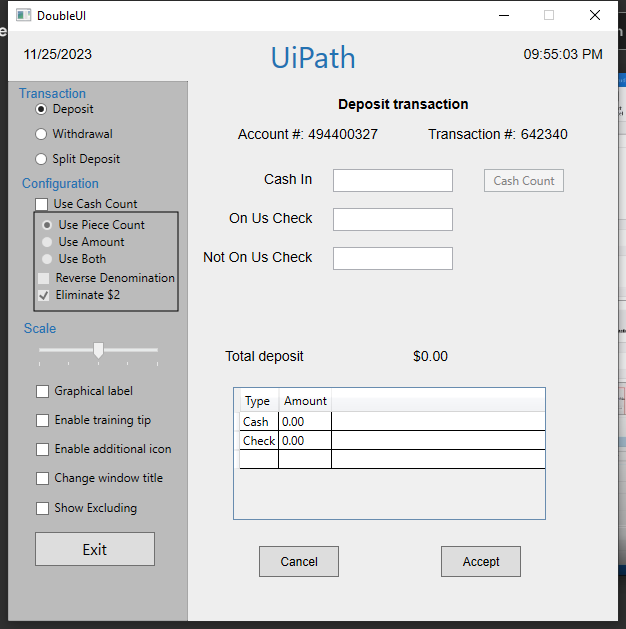 DoubleUI
11/25/2023
UiPath
09:55:03 PM
Transaction
Deposit
Withdrawal
Split Deposit
Configuration
Use Cash Count
Use Piece Count
Use Amount
Use Both
Reverse Denomination
Eliminate $2
Scale
Graphical label
Enable training tip
Enable additional icon
Change window title
Show Excluding
Exit
Deposit transaction
Account #: 494400327 Transaction #: 642340
Cash In
Cash Count
On Us Check
Not On Us Check
Total deposit $0.00
Type Amount
Cash 0.00
Check 0.00
Cancel Accept